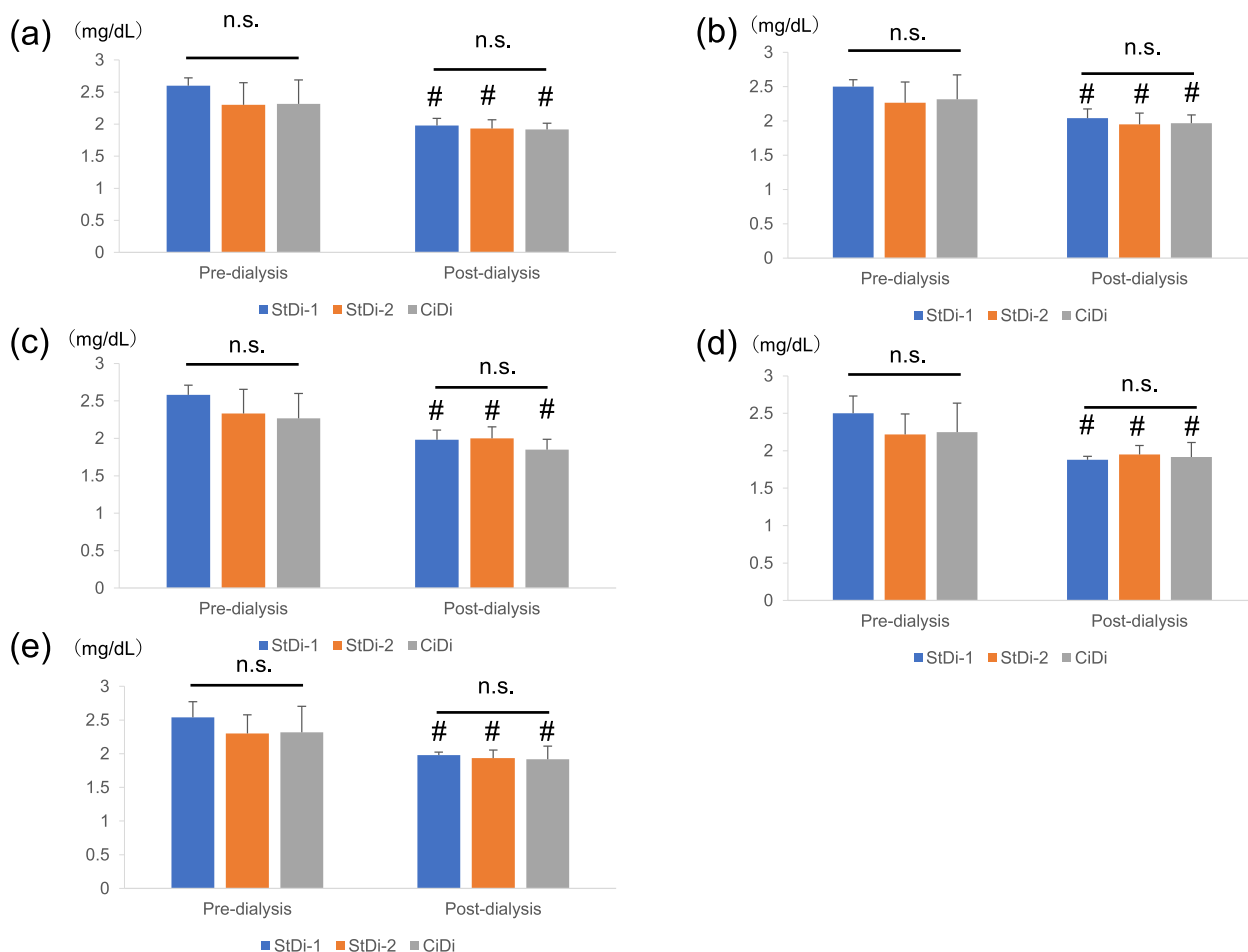 (a) （mg/dL)
n.s.
n.s.
3
2.5
2
1.5
1
0.5
0
# # #
Pre-dialysis Post-dialysis
StDi-1 StDi-2 CiDi
(b) （mg/dL)
n.s.
n.s.
3
2.5
2
1.5
1
0.5
0
# # #
Pre-dialysis Post-dialysis
StDi-1 StDi-2 CiDi
(c) （mg/dL)
n.s.
n.s.
3
2.5
2
1.5
1
0.5
0
# # #
Pre-dialysis Post-dialysis
StDi-1 StDi-2 CiDi
(d) （mg/dL)
n.s.
n.s.
3
2.5
2
1.5
1
0.5
0
# # #
Pre-dialysis Post-dialysis
StDi-1 StDi-2 CiDi
(e) （mg/dL)
n.s.
n.s.
3
2.5
2
1.5
1
0.5
0
# # #
Pre-dialysis Post-dialysis
StDi-1 StDi-2 CiDi